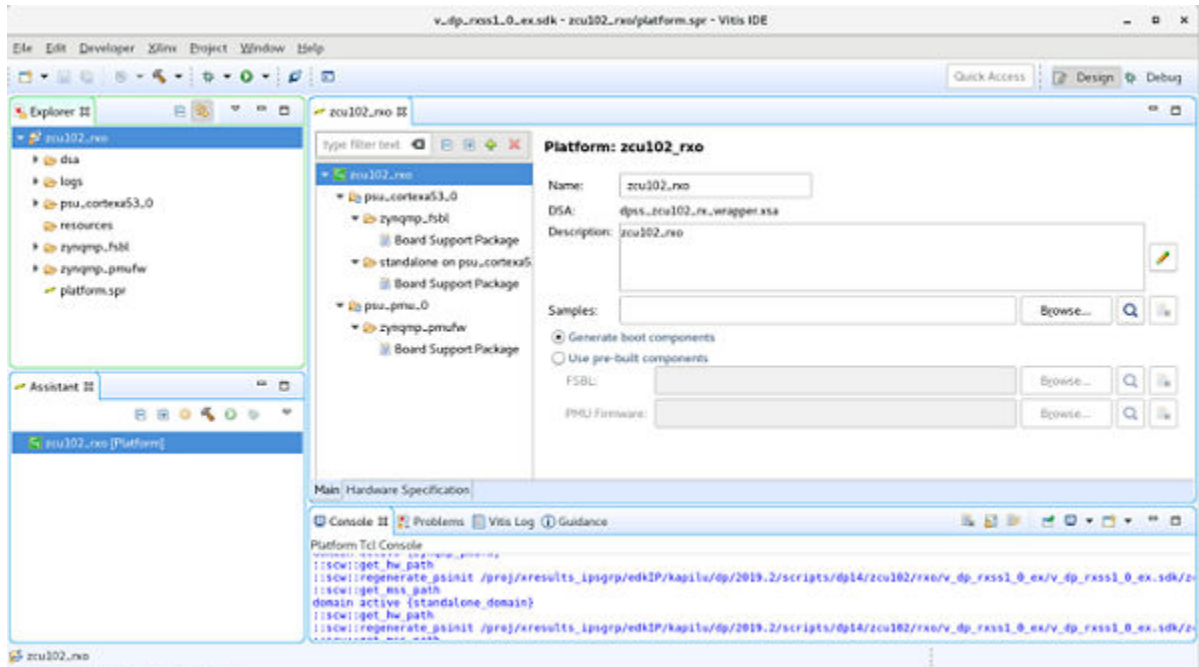 v_dp_rxss1_0_ex.sdk - zcu102_rxo/platform.spr - Vitis IDE
File Edit Developer Xilinx Project Window Help
Quick Access Design Debug
Explorer
zcu102_rxo
dsa
logs
psu_cortexa53_0
resources
zynqmp_fsbl
zynqmp_pmufw
platform.spr
Assistant
zcu102_rxo [Platform]
zcu102_rxo
type filter text
zcu102_rxo
psu_cortexa53_0
zynqmp_fsbl
Board Support Package
standalone on psu_cortexa5
Board Support Package
psu_pmu_0
zynqmp_pmufw
Board Support Package
Platform: zcu102_rxo
Name: zcu102_rxo
DSA: dpss_zcu102_rx_wrapper.xsa
Description: zcu102_rxo
Samples: Browse...
Generate boot components
Use pre-built components
FSBL: Browse...
PMU Firmware: Browse...
Main Hardware Specification
Console Problems Vitis Log Guidance
Platform Tcl Console
domain active {zynqmp_pmufw}
::scw::get_hw_path
::scw::regenerate_psinit /proj/xresults_ipsgrp/edkIP/kapilu/dp/2019.2/scripts/dp14/zcu102/rxo/v_dp_rxss1_0_ex/v_dp_rxss1_0_ex.sdk/z
::scw::get_mss_path
domain active {standalone_domain}
::scw::get_hw_path
::scw::regenerate_psinit /proj/xresults_ipsgrp/edkIP/kapilu/dp/2019.2/scripts/dp14/zcu102/rxo/v_dp_rxss1_0_ex/v_dp_rxss1_0_ex.sdk/z
::scw::get_mss_path
zcu102_rxo